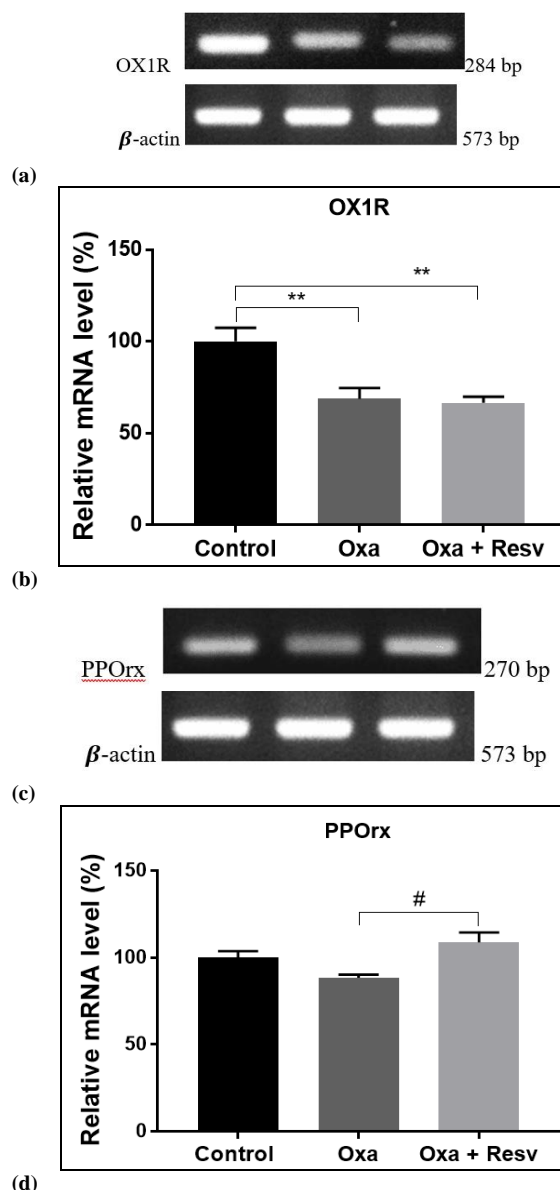 OX1R 284 bp
β-actin 573 bp
(a)
OX1R
Relative mRNA level (%)
150
** **
100
50
0
Control Oxa Oxa + Resv
(b)
PPOrx 270 bp
β-actin 573 bp
(c)
PPOrx
Relative mRNA level (%)
150
#
100
50
0
Control Oxa Oxa + Resv
(d)